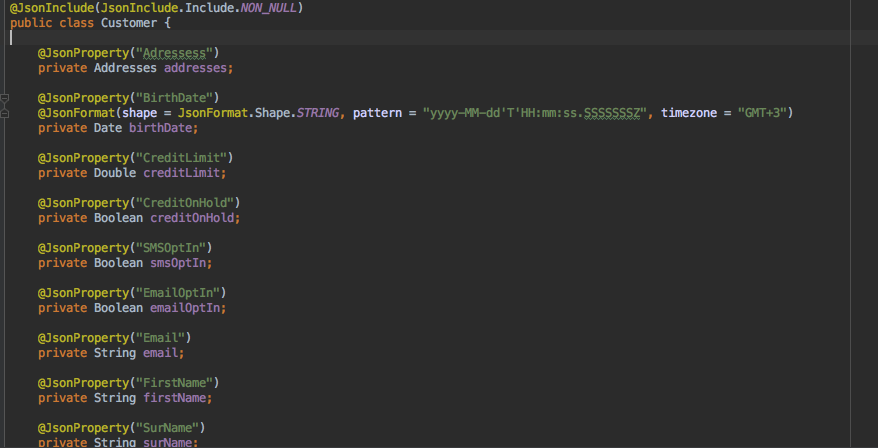 @JsonInclude(JsonInclude.Include.NON_NULL)
public class Customer {
@JsonProperty("Adressess")
private Addresses addresses;
@JsonProperty("BirthDate")
@JsonFormat(shape = JsonFormat.Shape.STRING, pattern = "yyyy-MM-dd'T'HH:mm:ss.SSSSSSSZ", timezone = "GMT+3")
private Date birthDate;
@JsonProperty("CreditLimit")
private Double creditLimit;
@JsonProperty("CreditOnHold")
private Boolean creditOnHold;
@JsonProperty("SMSOptIn")
private Boolean smsOptIn;
@JsonProperty("EmailOptIn")
private Boolean emailOptIn;
@JsonProperty("Email")
private String email;
@JsonProperty("FirstName")
private String firstName;
@JsonProperty("SurName")
private String surName;